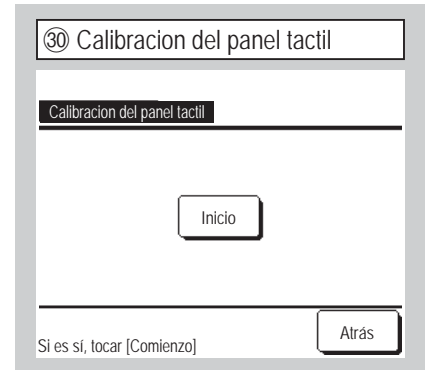 ㉚ Calibracion del panel tactil
Calibracion del panel tactil
Inicio
Atrás
Si es sí, tocar [Comienzo]